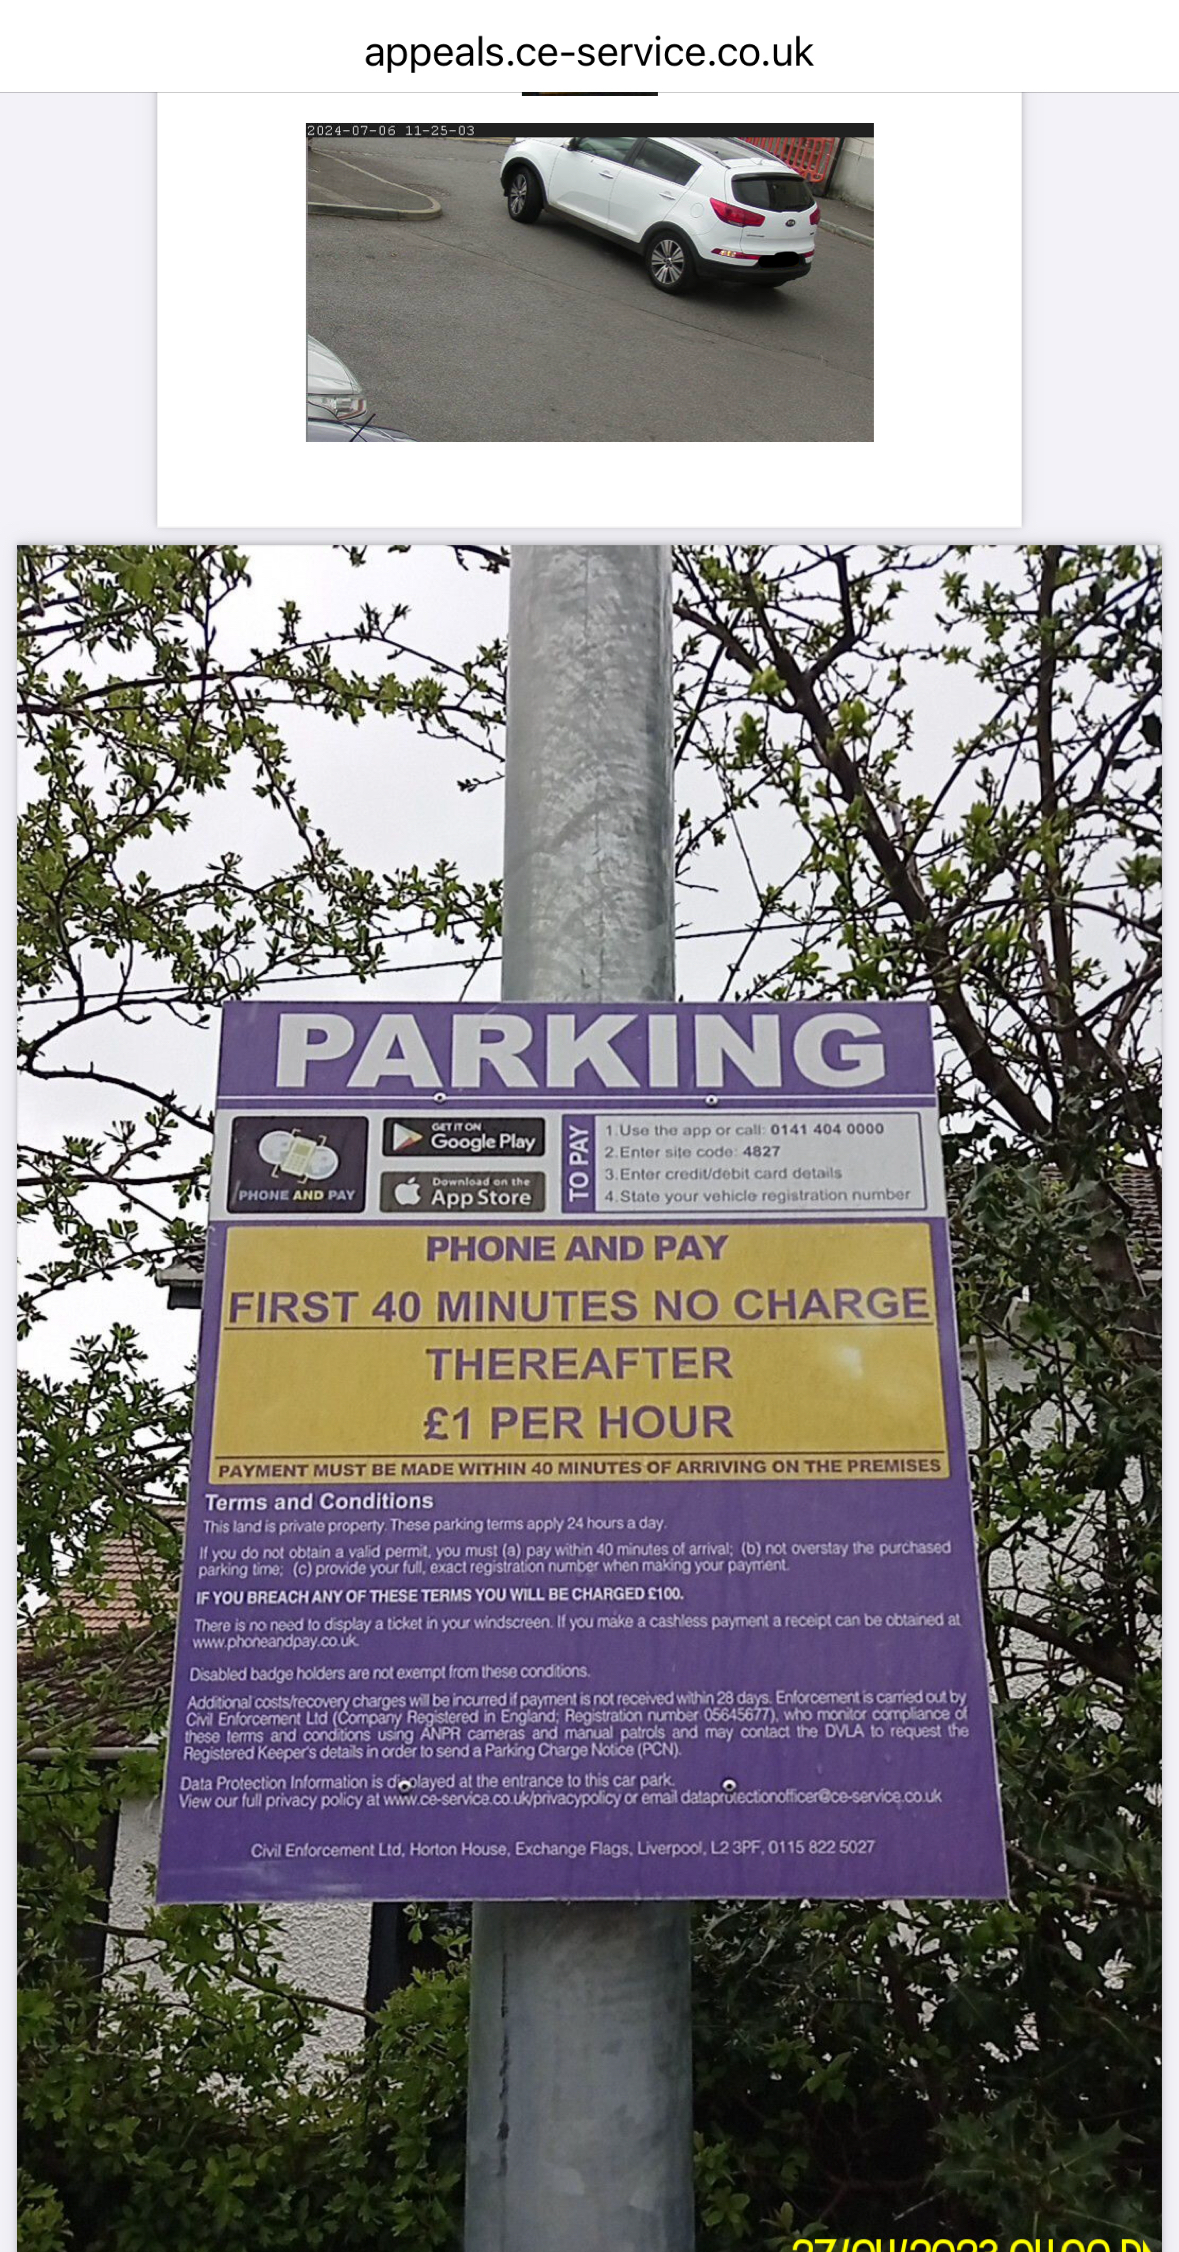 appeals.ce-service.co.uk
2024-07-06 11-25-03
PARKING
PHONE AND PAY
GET IT ON
Google Play
Download on the
App Store
TO PAY
1.Use the app or call: 0141 404 0000
2.Enter site code: 4827
3.Enter credit/debit card details
4.State your vehicle registration number
PHONE AND PAY
FIRST 40 MINUTES NO CHARGE
THEREAFTER
£1 PER HOUR
PAYMENT MUST BE MADE WITHIN 40 MINUTES OF ARRIVING ON THE PREMISES
Terms and Conditions
This land is private property. These parking terms apply 24 hours a day.
If you do not obtain a valid permit, you must (a) pay within 40 minutes of arrival; (b) not overstay the purchased
parking time; (c) provide your full, exact registration number when making your payment.
IF YOU BREACH ANY OF THESE TERMS YOU WILL BE CHARGED £100.
There is no need to display a ticket in your windscreen. If you make a cashless payment a receipt can be obtained at
www.phoneandpay.co.uk.
Disabled badge holders are not exempt from these conditions.
Additional costs/recovery charges will be incurred if payment is not received within 28 days. Enforcement is carried out by
Civil Enforcement Ltd (Company Registered in England; Registration number 05645677), who monitor compliance of
these terms and conditions using ANPR cameras and manual patrols and may contact the DVLA to request the
Registered Keeper's details in order to send a Parking Charge Notice (PCN).
Data Protection Information is displayed at the entrance to this car park.
View our full privacy policy at www.ce-service.co.uk/privacypolicy or email dataprotectionofficer@ce-service.co.uk
Civil Enforcement Ltd, Horton House, Exchange Flags, Liverpool, L2 3PF, 0115 822 5027